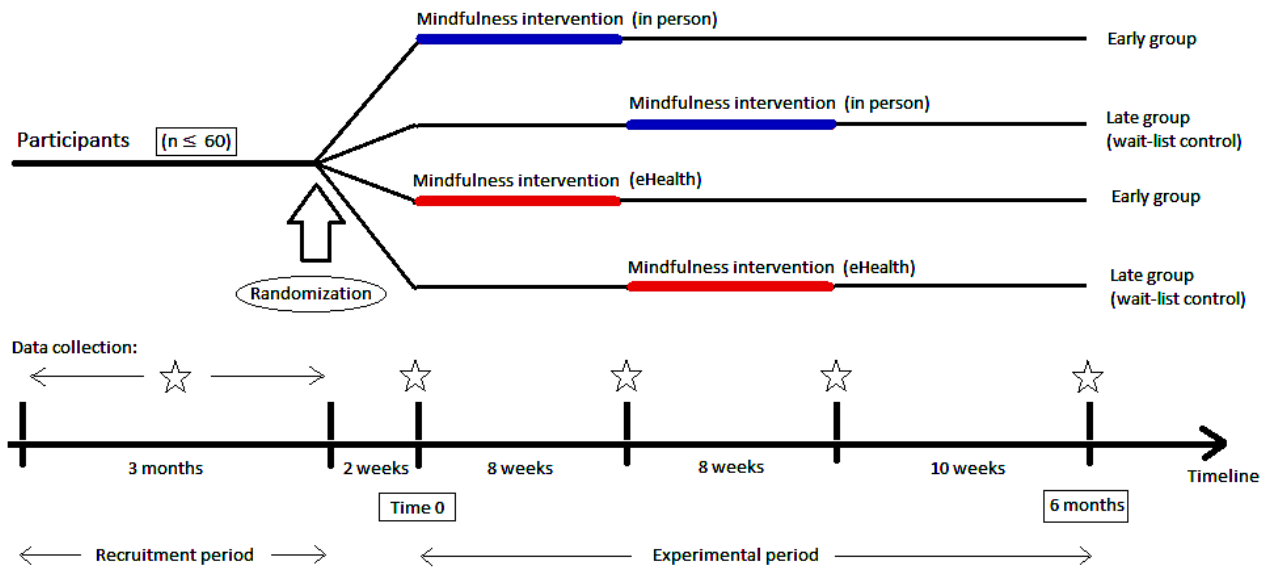 Mindfulness intervention (in person)
Early group
Mindfulness intervention (in person)
Late group
(wait-list control)
Participants (n ≤ 60)
Mindfulness intervention (eHealth)
Early group
Mindfulness intervention (eHealth)
Late group
(wait-list control)
Randomization
Data collection:
3 months 2 weeks 8 weeks 8 weeks 10 weeks
Timeline
Time 0
6 months
Recruitment period
Experimental period